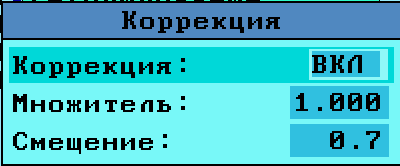 Коррекция
Коррекция: ВКЛ
Множитель: 1.000
Смещение: 0.7